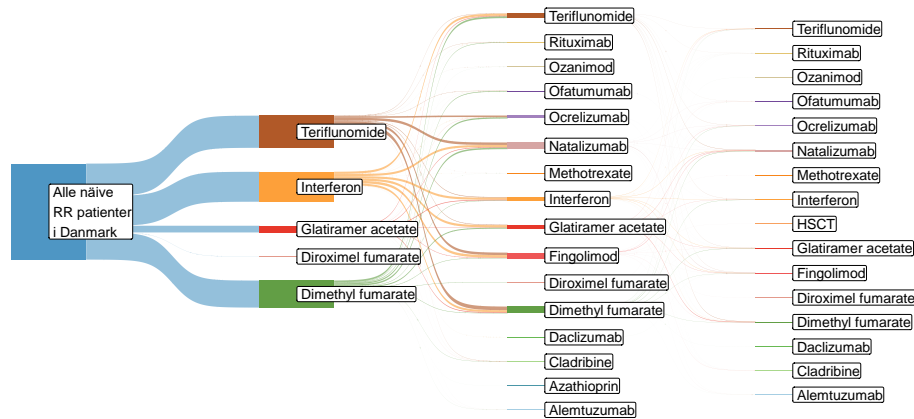 Alle näive
RR patienter
i Danmark
Teriflunomide
Interferon
Glatiramer acetate
Diroximel fumarate
Dimethyl fumarate
Teriflunomide
Rituximab
Ozanimod
Ofatumumab
Ocrelizumab
Natalizumab
Methotrexate
Interferon
Glatiramer acetate
Fingolimod
Diroximel fumarate
Dimethyl fumarate
Daclizumab
Cladribine
Azathioprin
Alemtuzumab
Teriflunomide
Rituximab
Ozanimod
Ofatumumab
Ocrelizumab
Natalizumab
Methotrexate
Interferon
HSCT
Glatiramer acetate
Fingolimod
Diroximel fumarate
Dimethyl fumarate
Daclizumab
Cladribine
Alemtuzumab